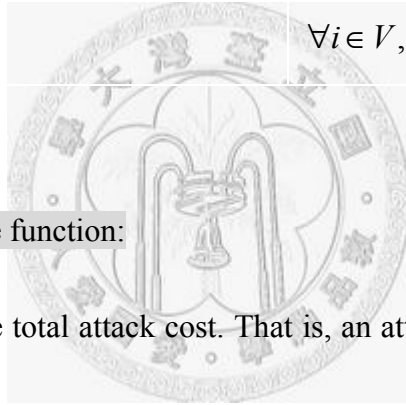 ∀i ∈ V,
e function:
e total attack cost. That is, an att